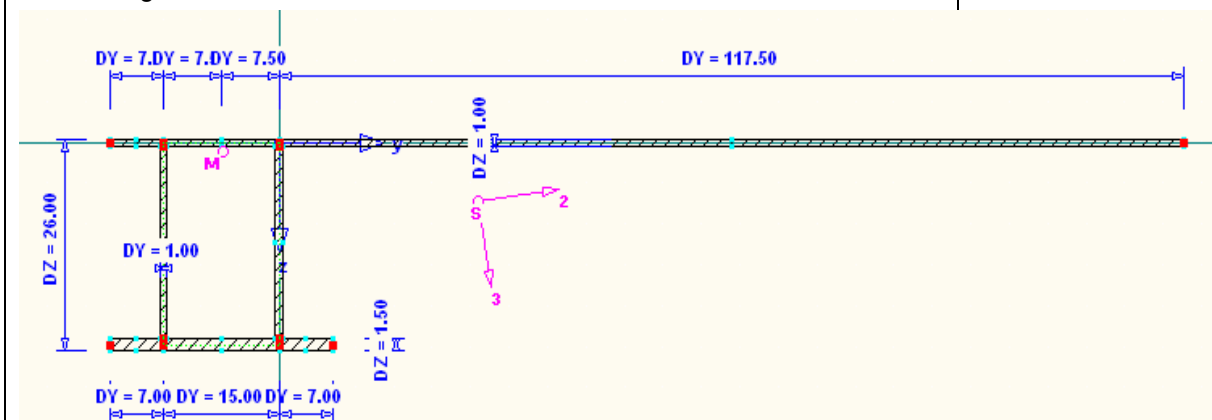 DY = 7. DY = 7. DY = 7.50
DY = 117.50
DZ = 1.00
y
M
S
2
DZ = 26.00
DY = 1.00
z
3
DZ = 1.50
DY = 7.00 DY = 15.00 DY = 7.00